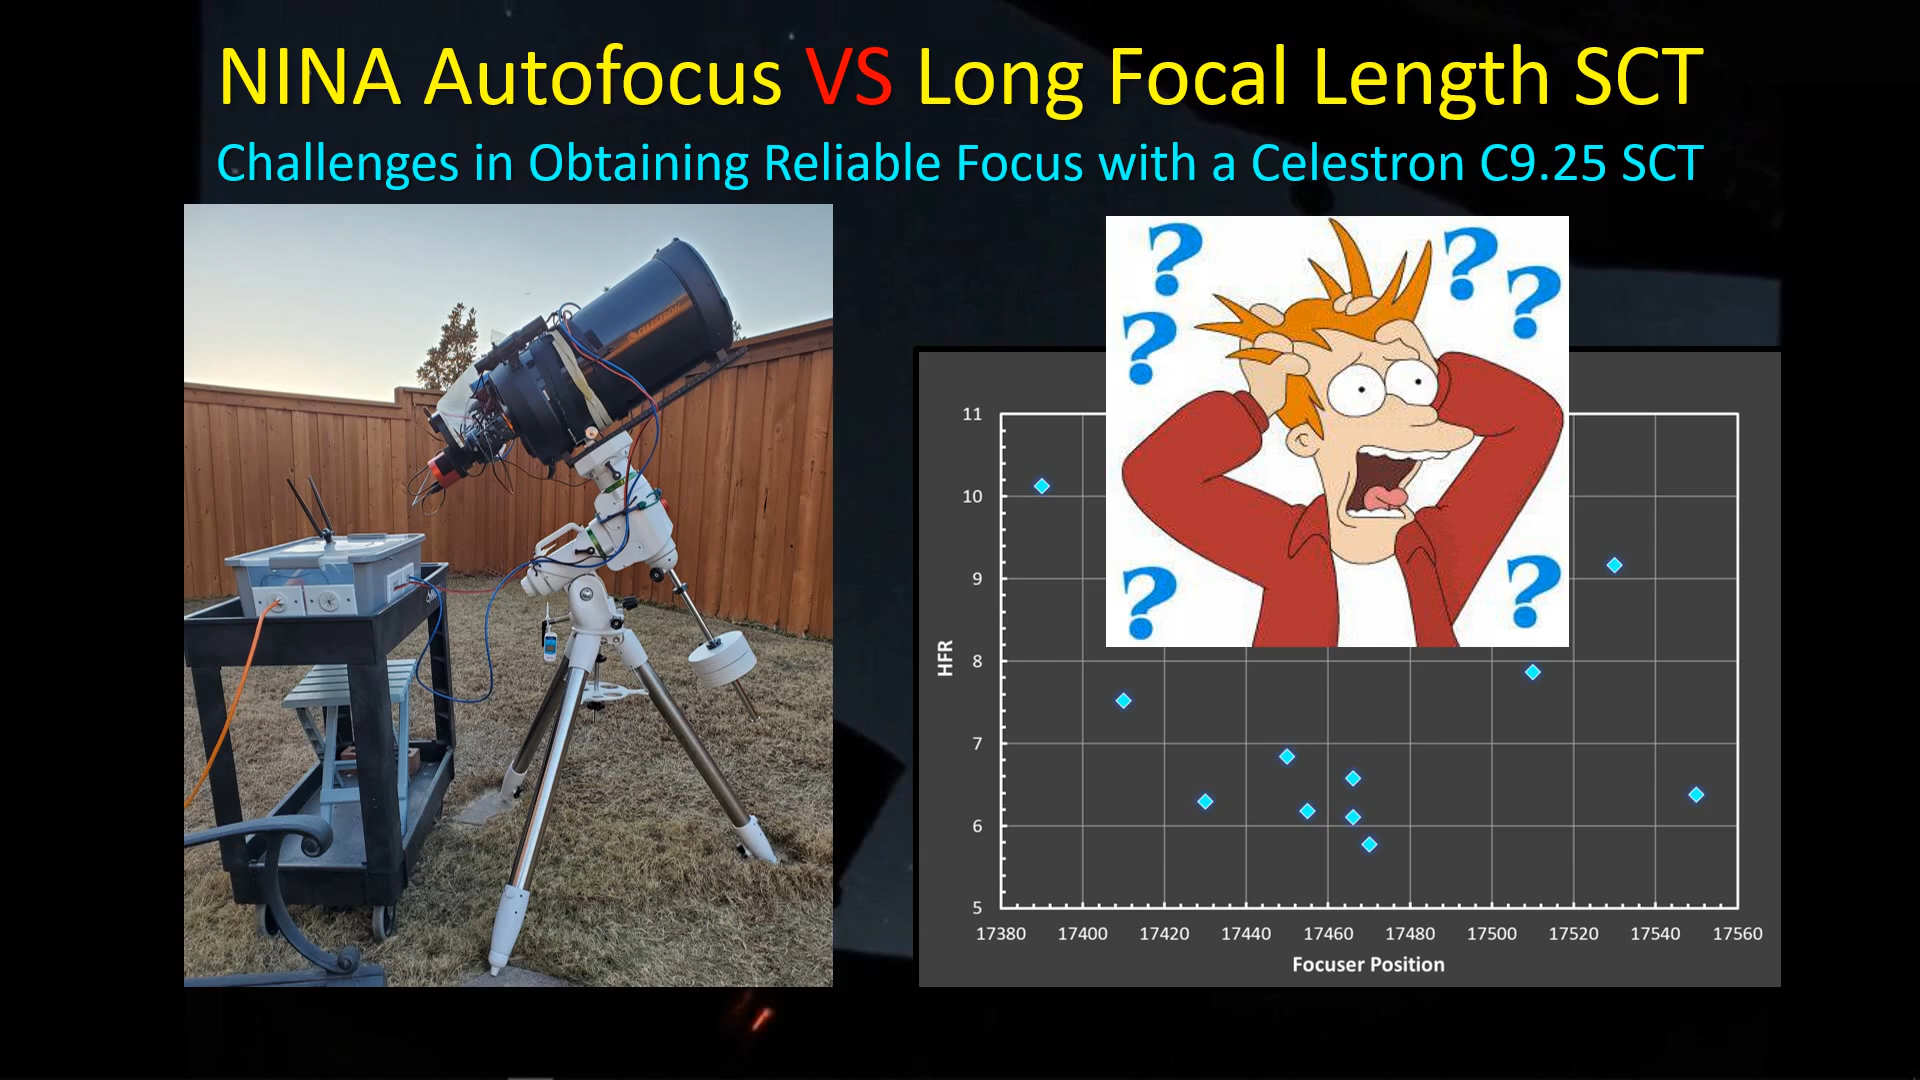 NINA Autofocus VS Long Focal Length SCT
Challenges in Obtaining Reliable Focus with a Celestron C9.25 SCT
? ? ?
?
? ?
11
10
9
8
7
6
5
HFR
17380 17400 17420 17440 17460 17480 17500 17520 17540 17560
Focuser Position
CELESTRON